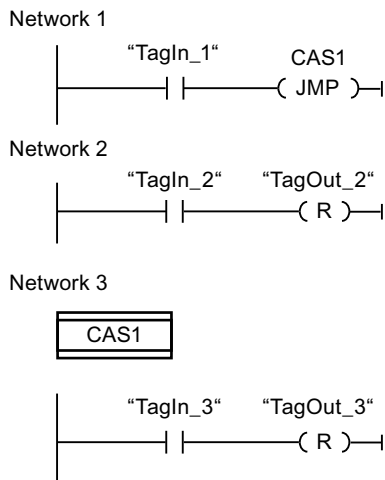 Network 1
“TagIn_1“ CAS1
( JMP )
Network 2
“TagIn_2“ “TagOut_2“
( R )
Network 3
CAS1
“TagIn_3“ “TagOut_3“
( R )